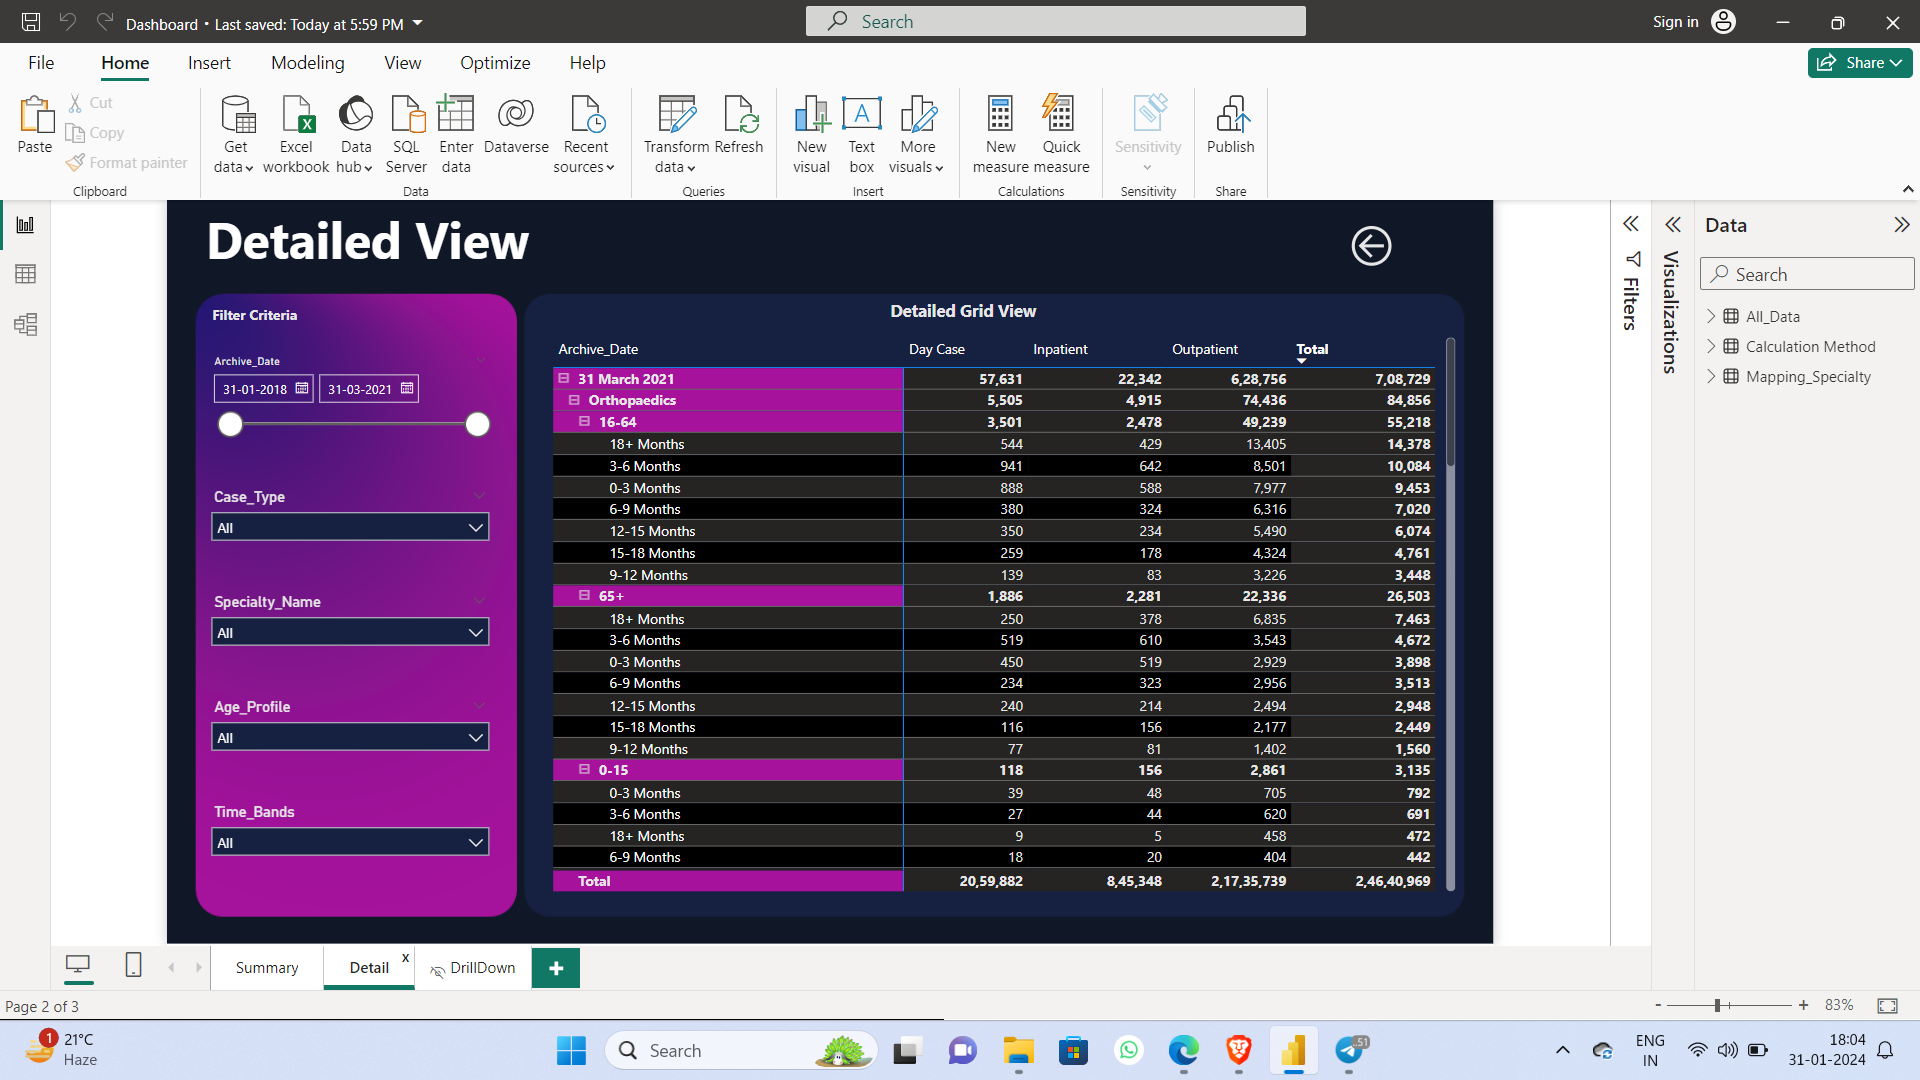 Dashboard • Last saved: Today at 5:59 PM
Search
Sign in
File Home Insert Modeling View Optimize Help
Share
Paste
Cut
Copy
Format painter
Clipboard
Get data
Excel workbook
Data hub
SQL Server
Enter data
Dataverse
Recent sources
Data
Transform data
Refresh
Queries
New visual
Text box
More visuals
Insert
New measure
Quick measure
Calculations
Sensitivity
Sensitivity
Publish
Share
Detailed View
Filter Criteria
Archive_Date
31-01-2018 31-03-2021
Case_Type
All
Specialty_Name
All
Age_Profile
All
Time_Bands
All
Detailed Grid View
Archive_Date Day Case Inpatient Outpatient Total
31 March 2021 57,631 22,342 6,28,756 7,08,729
Orthopaedics 5,505 4,915 74,436 84,856
16-64 3,501 2,478 49,239 55,218
18+ Months 544 429 13,405 14,378
3-6 Months 941 642 8,501 10,084
0-3 Months 888 588 7,977 9,453
6-9 Months 380 324 6,316 7,020
12-15 Months 350 234 5,490 6,074
15-18 Months 259 178 4,324 4,761
9-12 Months 139 83 3,226 3,448
65+ 1,886 2,281 22,336 26,503
18+ Months 250 378 6,835 7,463
3-6 Months 519 610 3,543 4,672
0-3 Months 450 519 2,929 3,898
6-9 Months 234 323 2,956 3,513
12-15 Months 240 214 2,494 2,948
15-18 Months 116 156 2,177 2,449
9-12 Months 77 81 1,402 1,560
0-15 118 156 2,861 3,135
0-3 Months 39 48 705 792
3-6 Months 27 44 620 691
18+ Months 9 5 458 472
6-9 Months 18 20 404 442
Total 20,59,882 8,45,348 2,17,35,739 2,46,40,969
Filters
Visualizations
Data
Search
All_Data
Calculation Method
Mapping_Specialty
Summary Detail x DrillDown +
Page 2 of 3
- + 83%
1
21°C
Haze
Search
51
ENG
IN
18:04
31-01-2024